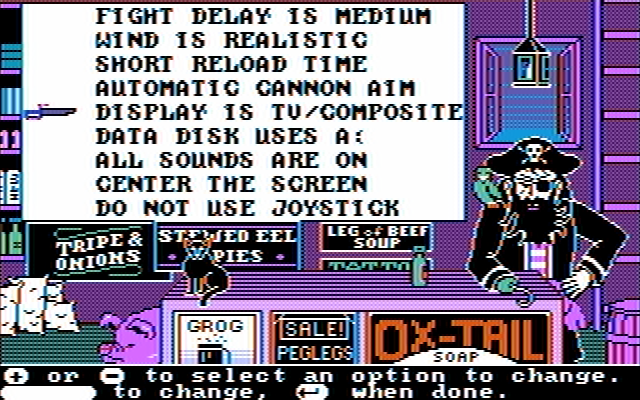 FIGHT DELAY IS MEDIUM
WIND IS REALISTIC
SHORT RELOAD TIME
AUTOMATIC CANNON AIM
DISPLAY IS TV/COMPOSITE
DATA DISK USES A:
ALL SOUNDS ARE ON
CENTER THE SCREEN
DO NOT USE JOYSTICK
TRIPE &
ONIONS
STEWED EEL
PIES
LEG of BEEF
SOUP
GROG
SALE!
PEGLEGS
OX-TAIL
SOAP
+ or - to select an option to change.
to change, ↵ when done.